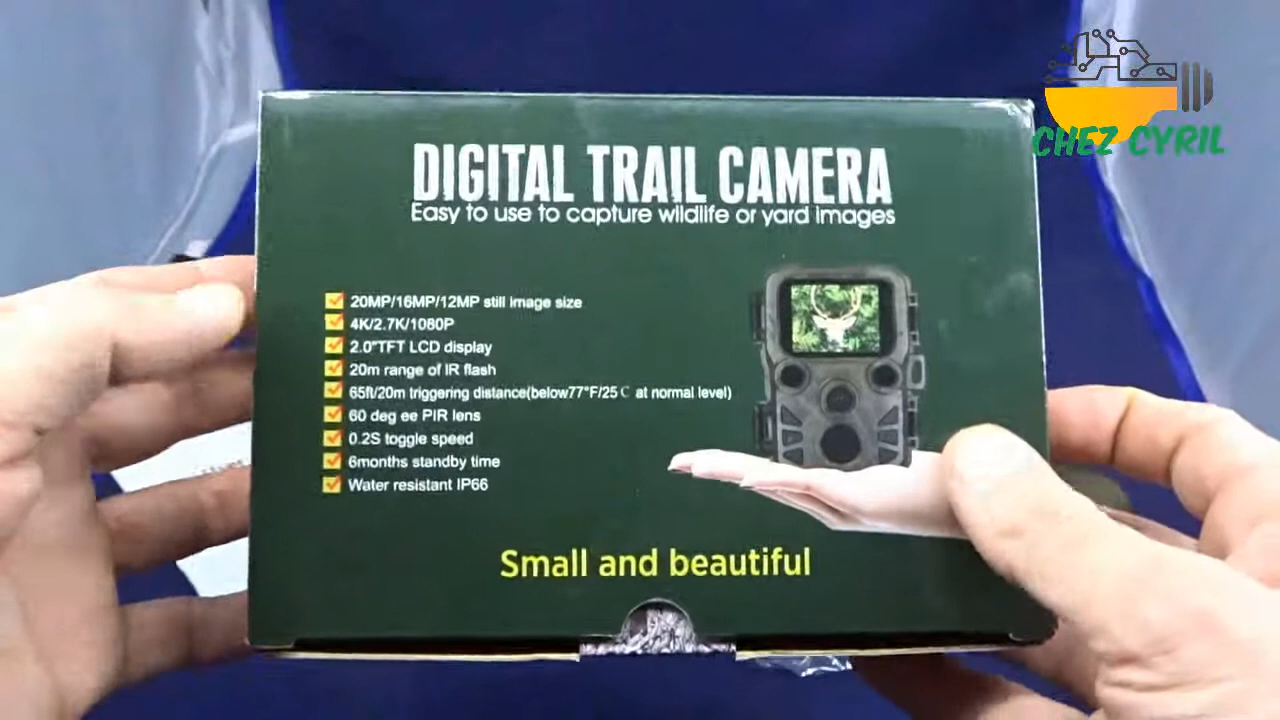 CHEZ CYRIL
DIGITAL TRAIL CAMERA
Easy to use to capture wildlife or yard images
20MP/16MP/12MP still image size
4K/2.7K/1080P
2.0"TFT LCD display
20m range of IR flash
65ft/20m triggering distance(below77°F/25℃ at normal level)
60 deg ee PIR lens
0.2S toggle speed
6months standby time
Water resistant IP66
Small and beautiful